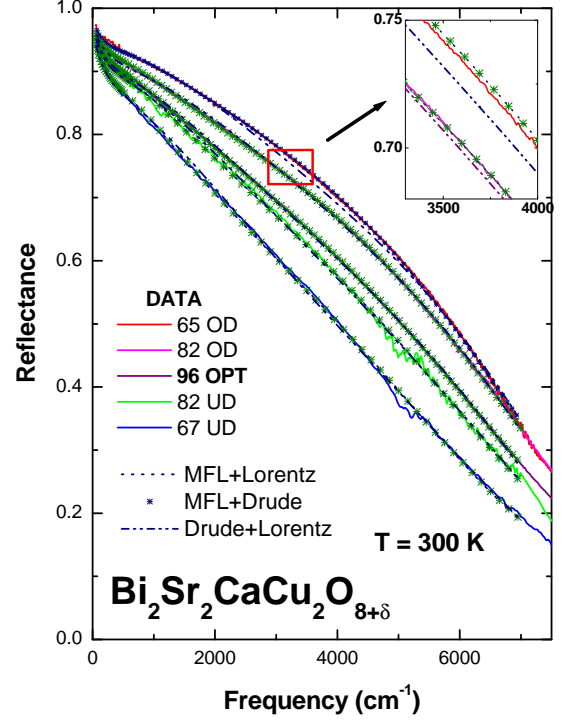 1.0
0.8
0.6
0.4
0.2
0.0
Reflectance
0.75
0.70
3500 4000
DATA
65 OD
82 OD
96 OPT
82 UD
67 UD
MFL+Lorentz
MFL+Drude
Drude+Lorentz
T = 300 K
Bi₂Sr₂CaCu₂O₈₊δ
0 2000 4000 6000
Frequency (cm⁻¹)